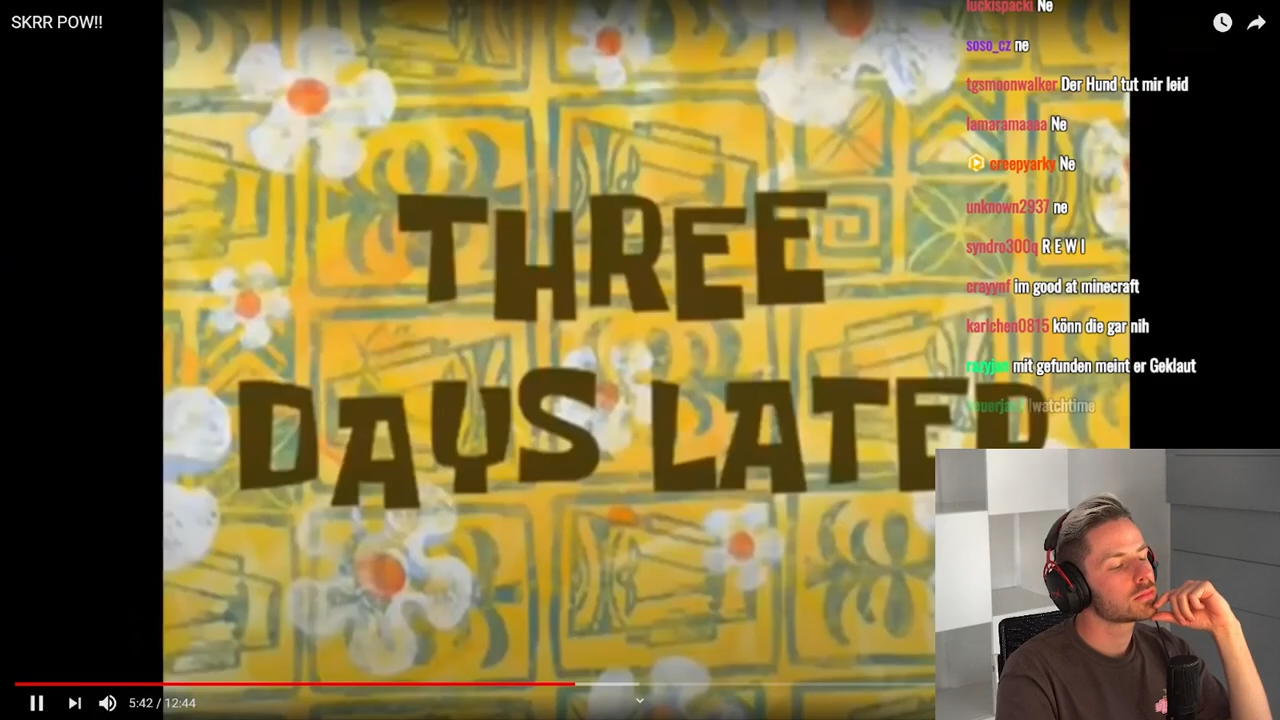 SKRR POW!!
luckispacki Ne
soso_cz ne
tgsmoonwalker Der Hund tut mir leid
lamaramaaaa Ne
creepyarky Ne
unknown2937 ne
syndro300q R E W I
crayynf im good at minecraft
karlchen0815 könn die gar nih
mit gefunden meint er Geklaut
!watchtime
THREE
DAYS LATER
5:42 / 12:44